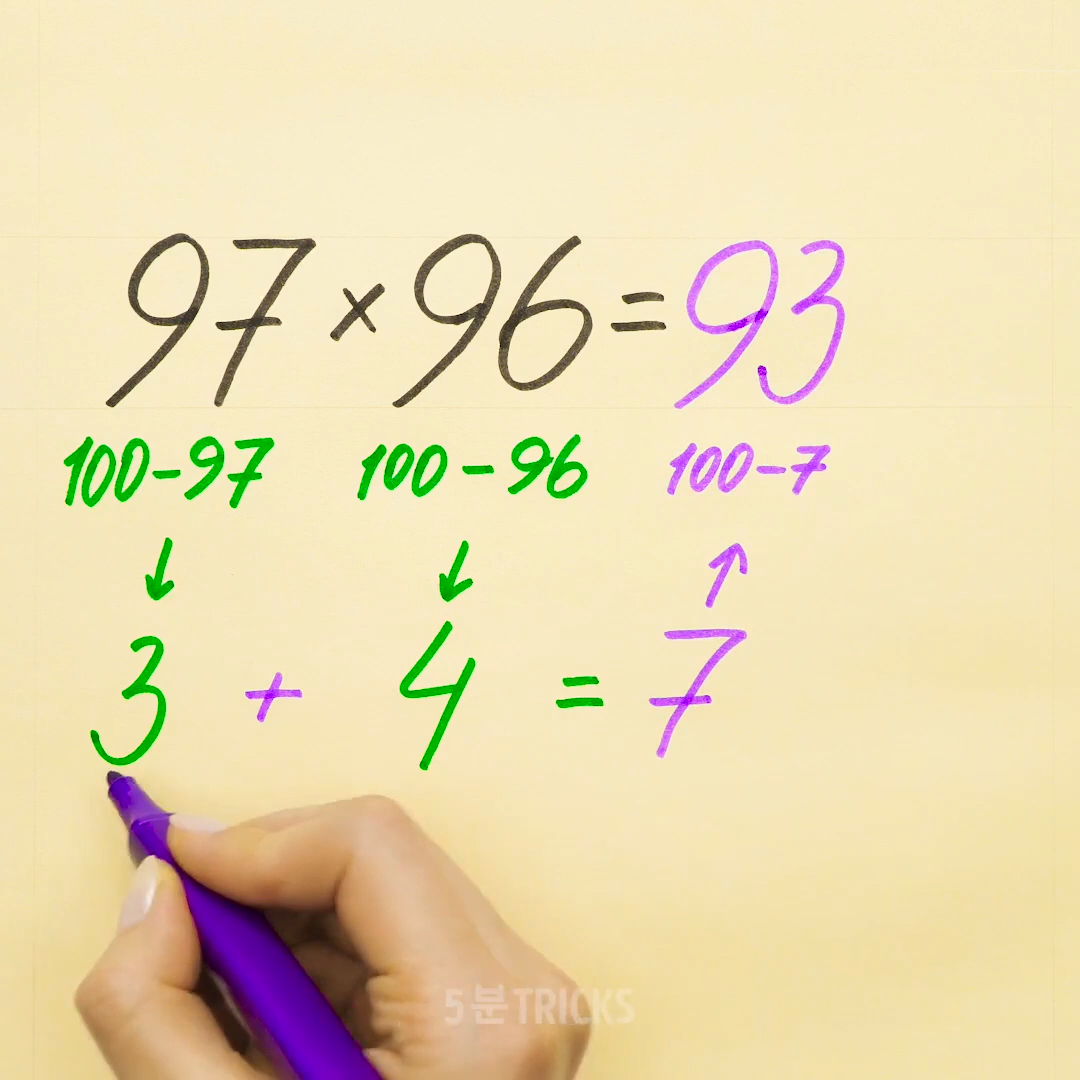 97 × 96 = 93
100-97 100-96 100-7
↓ ↓ ↑
3 + 4 = 7
5분 TRICKS